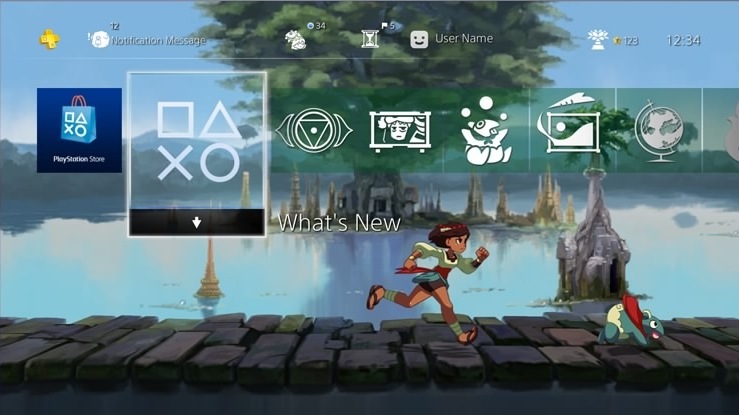 12
Notification Message
34
5
User Name
123
12:34
PlayStation Store
What's New